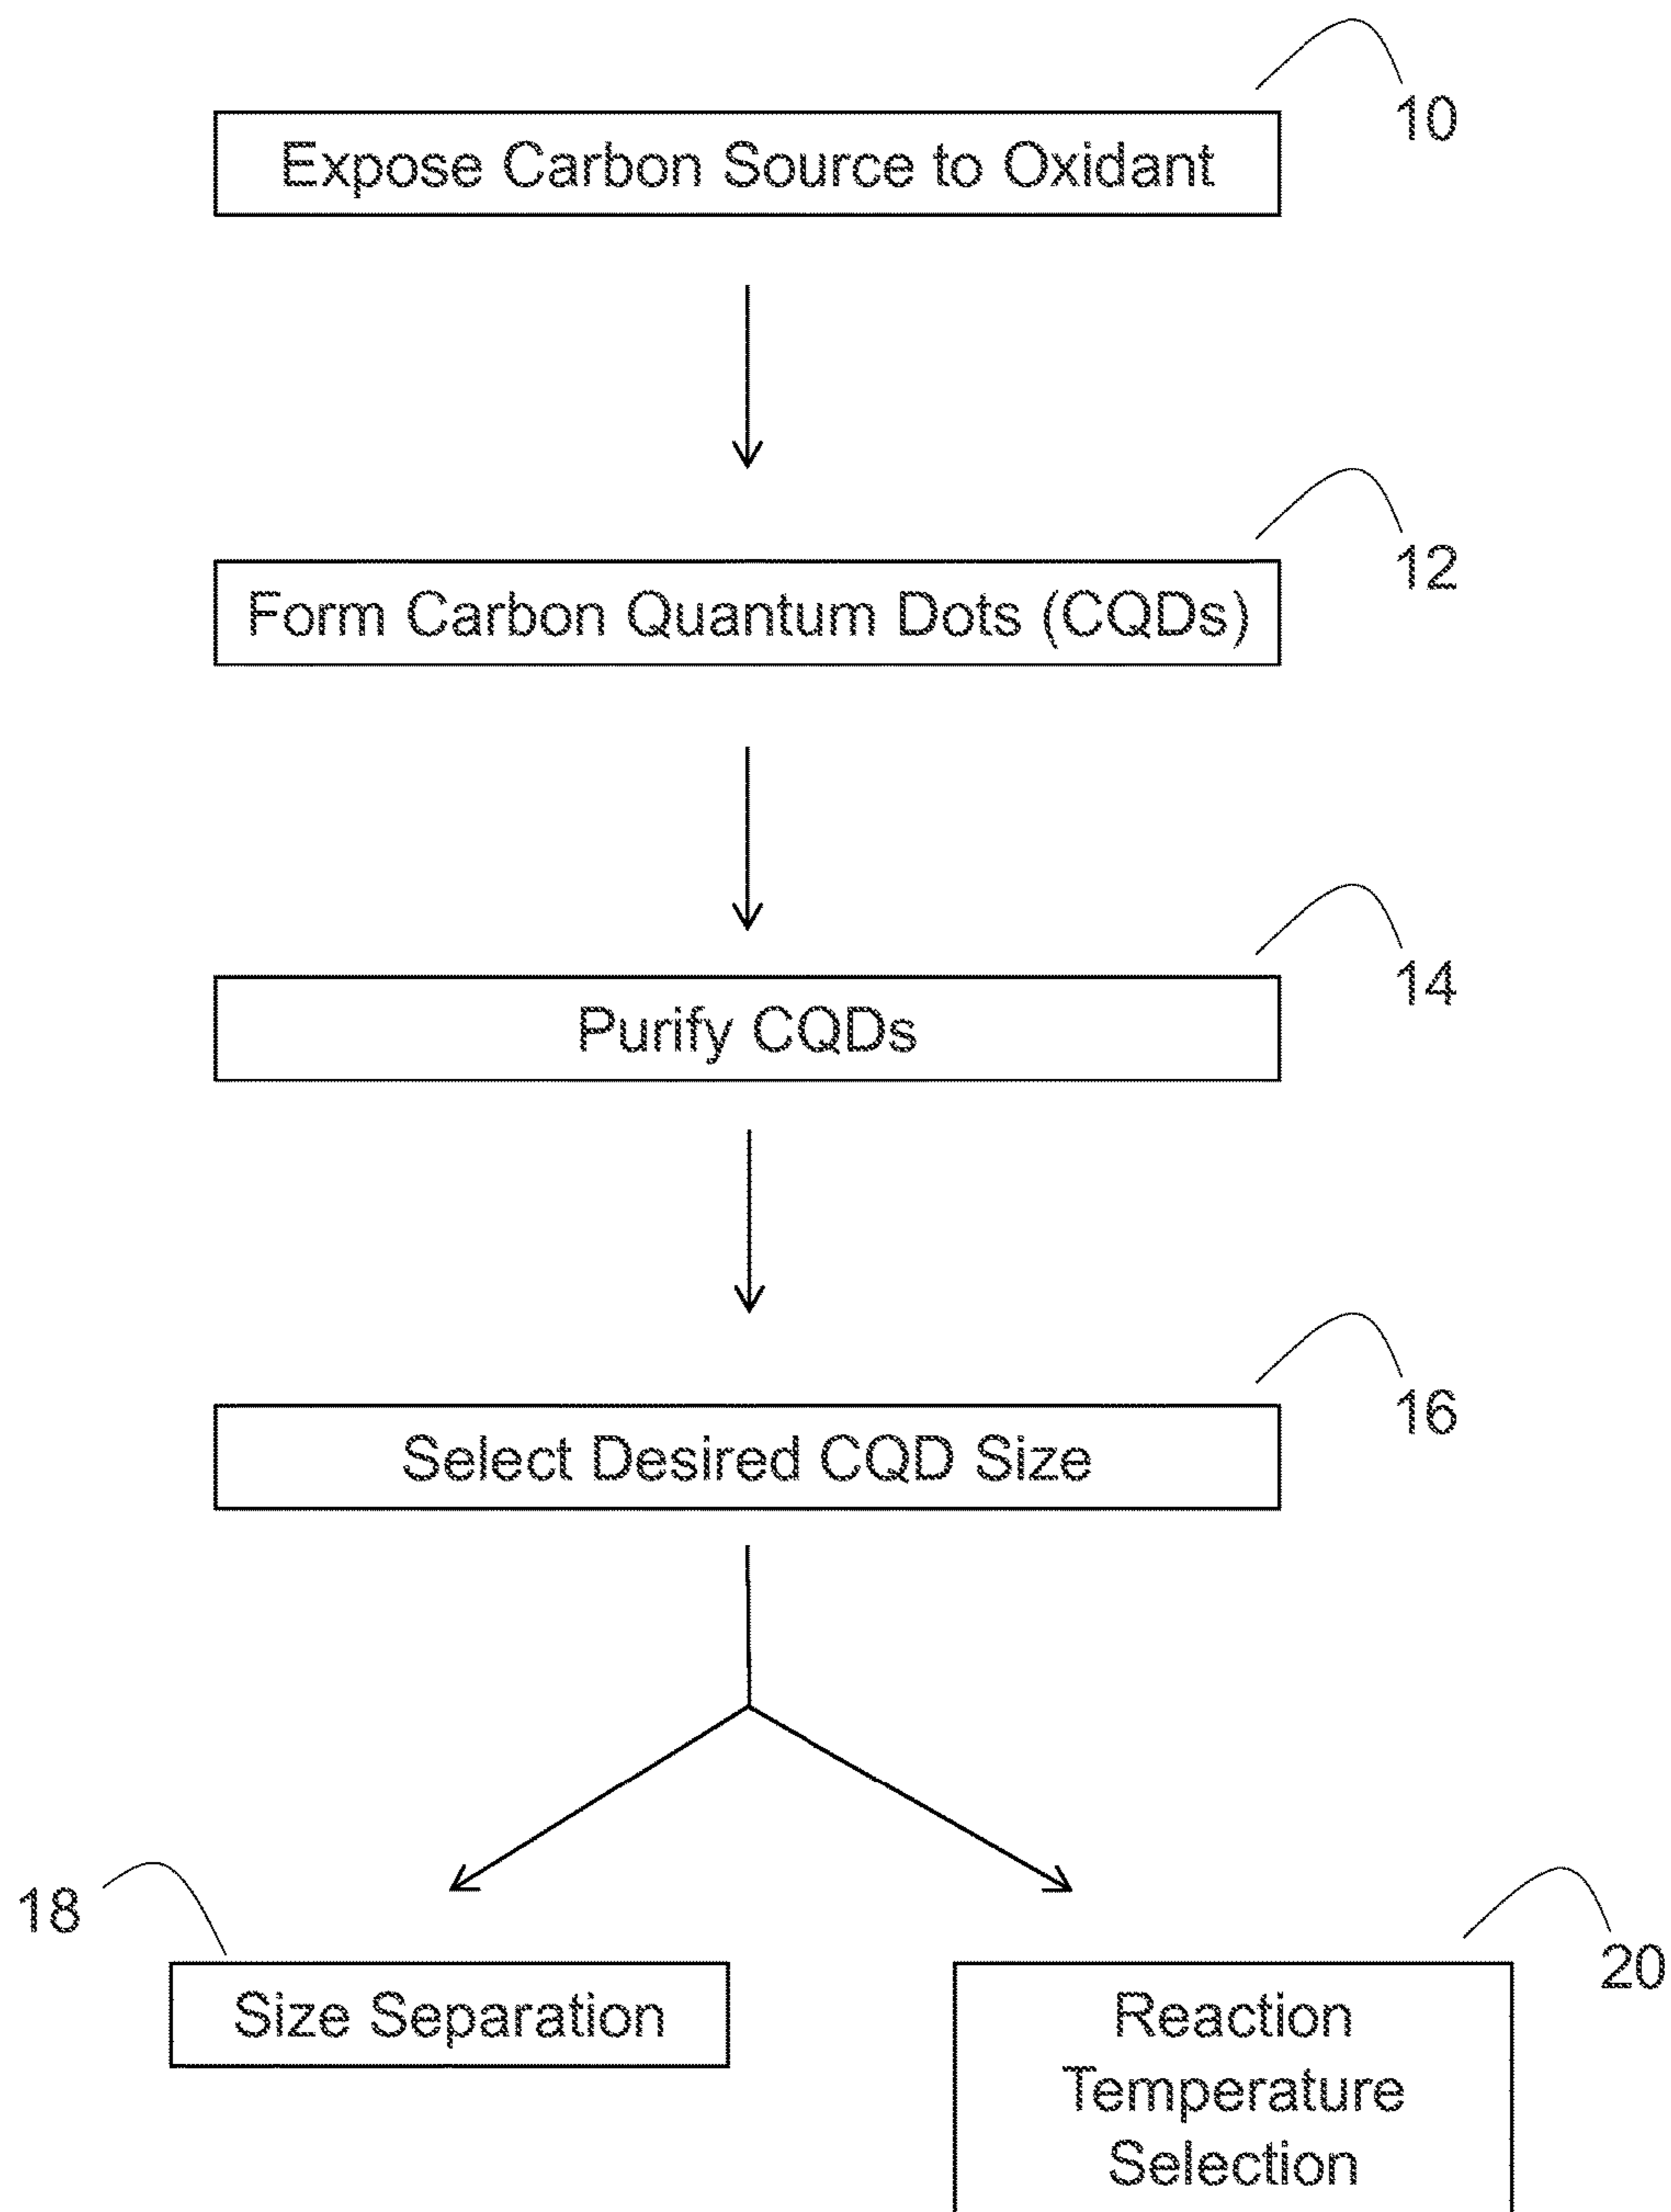 10
Expose Carbon Source to Oxidant
12
Form Carbon Quantum Dots (CQDs)
14
Purify CQDs
16
Select Desired CQD Size
18
Size Separation
20
Reaction
Temperature
Selection